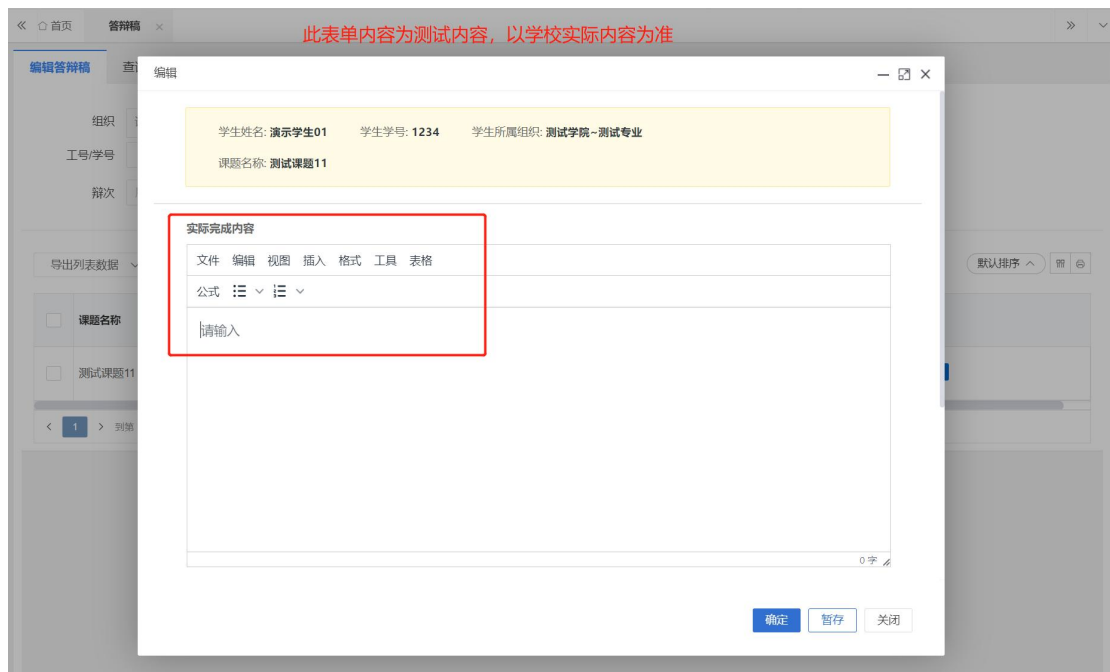 首页 答辩稿
此表单内容为测试内容，以学校实际内容为准
编辑答辩稿
编辑
组织
学生姓名: 演示学生01 学生学号: 1234 学生所属组织: 测试学院~测试专业
工号/学号
课题名称: 测试课题11
辩次
实际完成内容
文件 编辑 视图 插入 格式 工具 表格
导出列表数据
默认排序
公式
课题名称
请输入
测试课题11
1 到第
0 字
确定 暂存 关闭